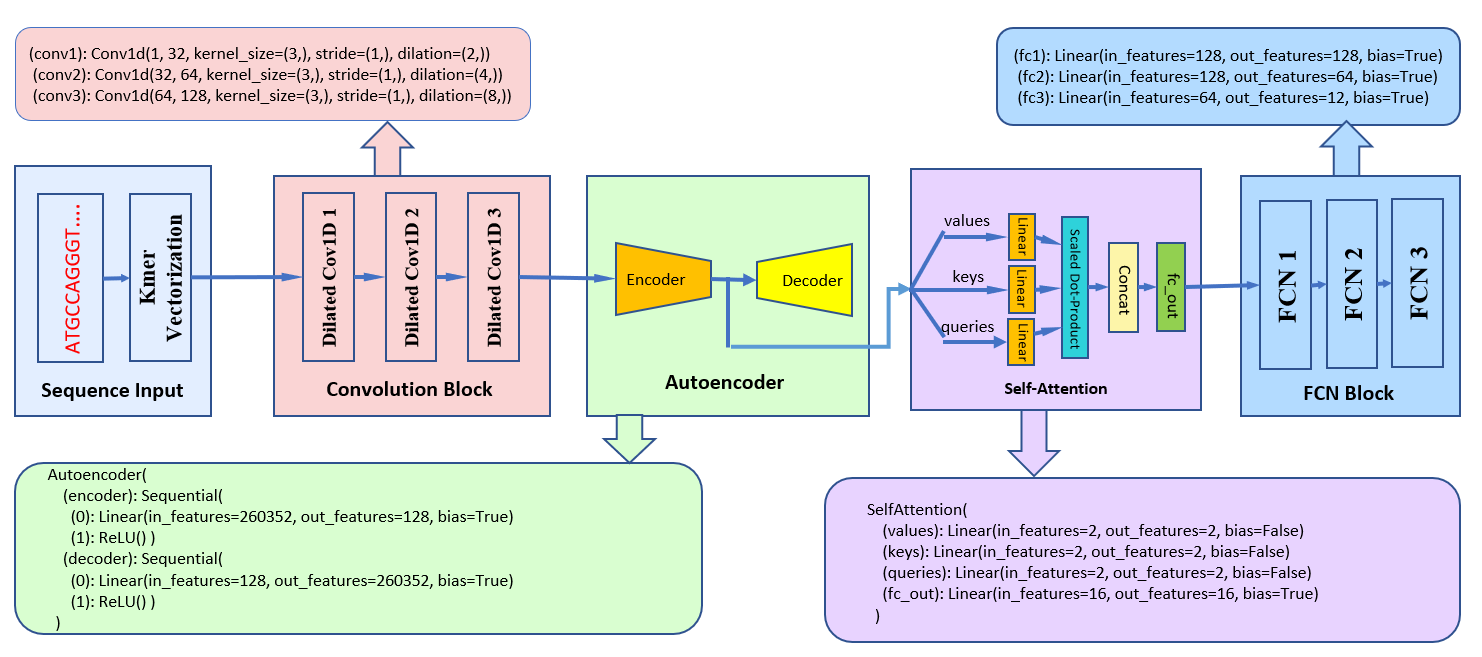 (conv1): Conv1d(1, 32, kernel_size=(3,), stride=(1,), dilation=(2,))
(conv2): Conv1d(32, 64, kernel_size=(3,), stride=(1,), dilation=(4,))
(conv3): Conv1d(64, 128, kernel_size=(3,), stride=(1,), dilation=(8,))
(fc1): Linear(in_features=128, out_features=128, bias=True)
(fc2): Linear(in_features=128, out_features=64, bias=True)
(fc3): Linear(in_features=64, out_features=12, bias=True)
ATGCCAGGGT....
Kmer
Vectorization
Sequence Input
Dilated Cov1D 1
Dilated Cov1D 2
Dilated Cov1D 3
Convolution Block
Encoder
Decoder
Autoencoder
values
keys
queries
Linear
Linear
Linear
Scaled Dot-Product
Concat
fc_out
Self-Attention
FCN 1
FCN 2
FCN 3
FCN Block
Autoencoder(
(encoder): Sequential(
(0): Linear(in_features=260352, out_features=128, bias=True)
(1): ReLU() )
(decoder): Sequential(
(0): Linear(in_features=128, out_features=260352, bias=True)
(1): ReLU() )
)
SelfAttention(
(values): Linear(in_features=2, out_features=2, bias=False)
(keys): Linear(in_features=2, out_features=2, bias=False)
(queries): Linear(in_features=2, out_features=2, bias=False)
(fc_out): Linear(in_features=16, out_features=16, bias=True)
)